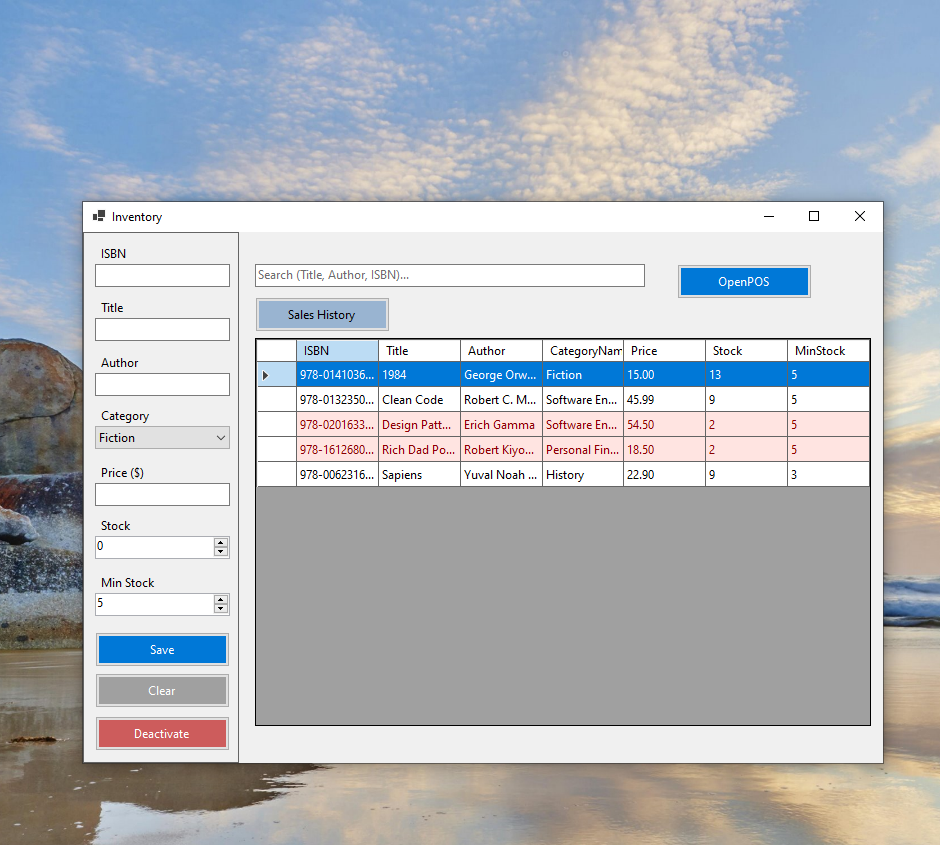 Inventory
ISBN
Title
Author
Category
Fiction
Price ($)
Stock
0
Min Stock
5
Save
Clear
Deactivate
Search (Title, Author, ISBN)...
OpenPOS
Sales History
ISBN Title Author CategoryNam Price Stock MinStock
978-0141036... 1984 George Orw... Fiction 15.00 13 5
978-0132350... Clean Code Robert C. M... Software En... 45.99 9 5
978-0201633... Design Patt... Erich Gamma Software En... 54.50 2 5
978-1612680... Rich Dad Po... Robert Kiyo... Personal Fin... 18.50 2 5
978-0062316... Sapiens Yuval Noah ... History 22.90 9 3